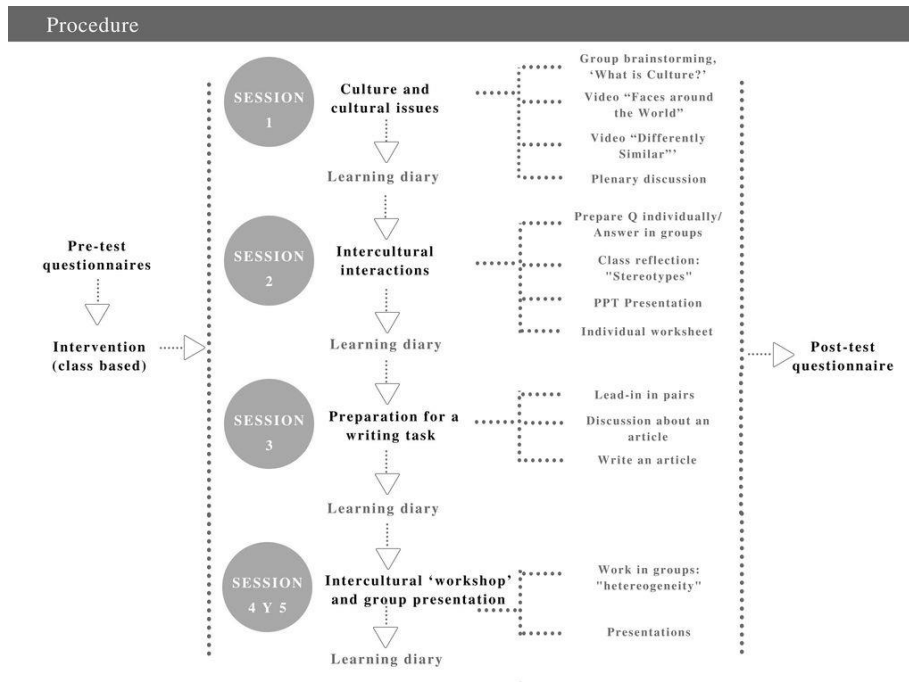 Procedure
Pre-test
questionnaires
Intervention
(class based)
SESSION
1
Culture and
cultural issues
Group brainstorming,
‘What is Culture?’
Video “Faces around
the World”
Video “Differently
Similar”’
Plenary discussion
Learning diary
SESSION
2
Intercultural
interactions
Prepare Q individually/
Answer in groups
Class reflection:
"Stereotypes"
PPT Presentation
Individual worksheet
Learning diary
SESSION
3
Preparation for a
writing task
Lead-in in pairs
Discussion about an
article
Write an article
Learning diary
SESSION
4 Y 5
Intercultural ‘workshop’
and group presentation
Work in groups:
"hetereogeneity"
Presentations
Learning diary
Post-test
questionnaire